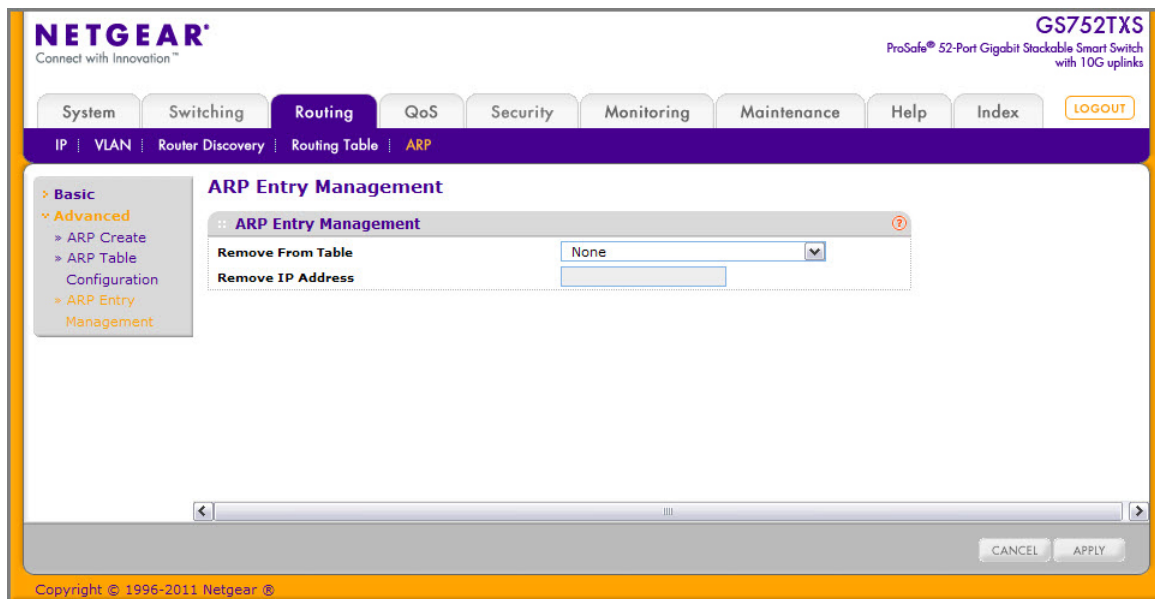 NETGEAR®
Connect with Innovation™
GS752TXS
ProSafe® 52-Port Gigabit Stackable Smart Switch
with 10G uplinks
System
Switching
Routing
QoS
Security
Monitoring
Maintenance
Help
Index
LOGOUT
IP
VLAN
Router Discovery
Routing Table
ARP
Basic
Advanced
» ARP Create
» ARP Table
Configuration
» ARP Entry
Management
ARP Entry Management
ARP Entry Management
?
Remove From Table
None
Remove IP Address
CANCEL
APPLY
Copyright © 1996-2011 Netgear ®